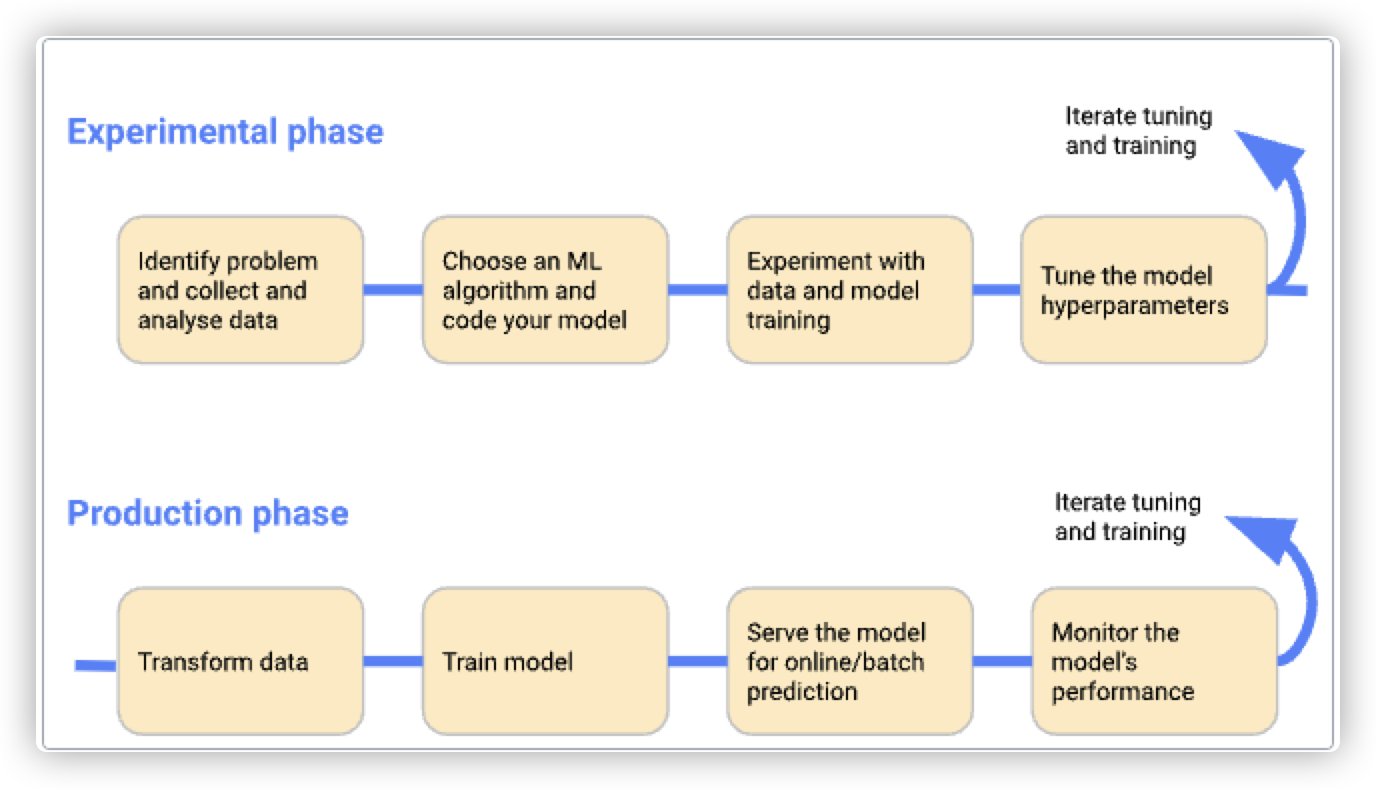 Experimental phase
Iterate tuning
and training
Identify problem
and collect and
analyse data
Choose an ML
algorithm and
code your model
Experiment with
data and model
training
Tune the model
hyperparameters
Production phase
Iterate tuning
and training
Transform data
Train model
Serve the model
for online/batch
prediction
Monitor the
model's
performance